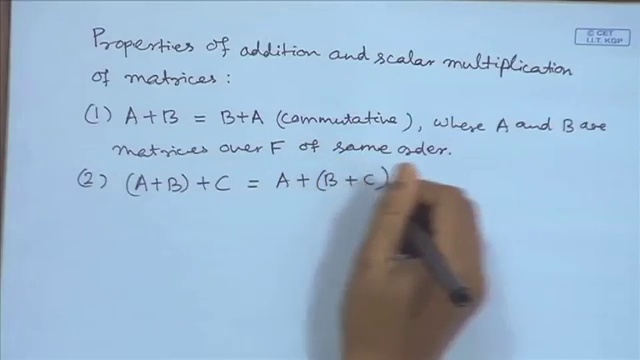 © CET
I.I.T. KGP
Properties of addition and scalar multiplication
of matrices :
(1) A+B = B+A (commutative), where A and B are
matrices over F of same order.
(2) (A+B) + C = A + (B + C)